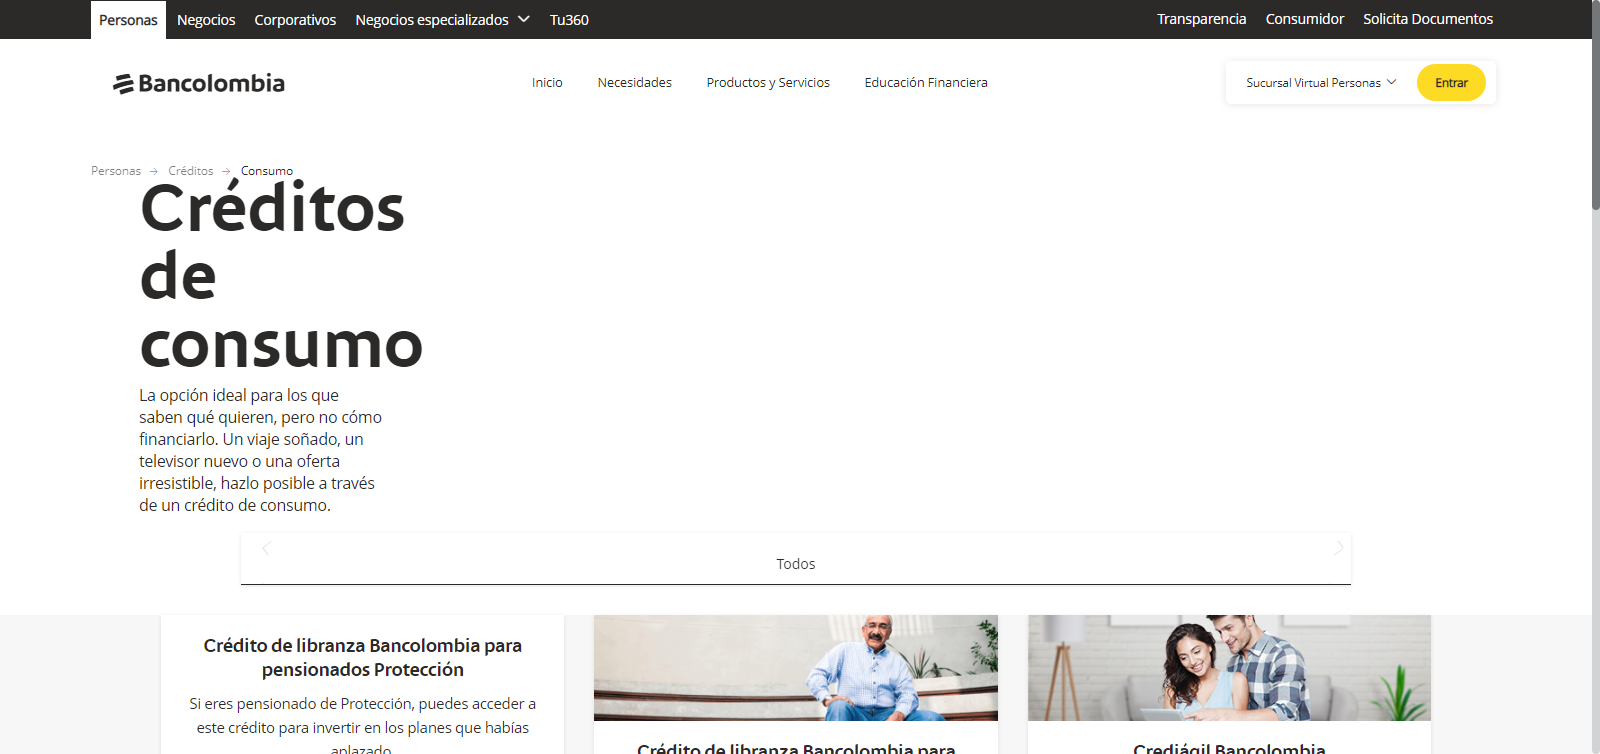 Personas Negocios Corporativos Negocios especializados Tu360 Transparencia Consumidor Solicita Documentos
Bancolombia Inicio Necesidades Productos y Servicios Educación Financiera Sucursal Virtual Personas Entrar
Personas → Créditos → Consumo
Créditos
de
consumo
La opción ideal para los que
saben qué quieren, pero no cómo
financiarlo. Un viaje soñado, un
televisor nuevo o una oferta
irresistible, hazlo posible a través
de un crédito de consumo.
Todos
Crédito de libranza Bancolombia para
pensionados Protección
Si eres pensionado de Protección, puedes acceder a
este crédito para invertir en los planes que habías
aplazado.
Crédito de libranza Bancolombia para
Crediágil Bancolombia